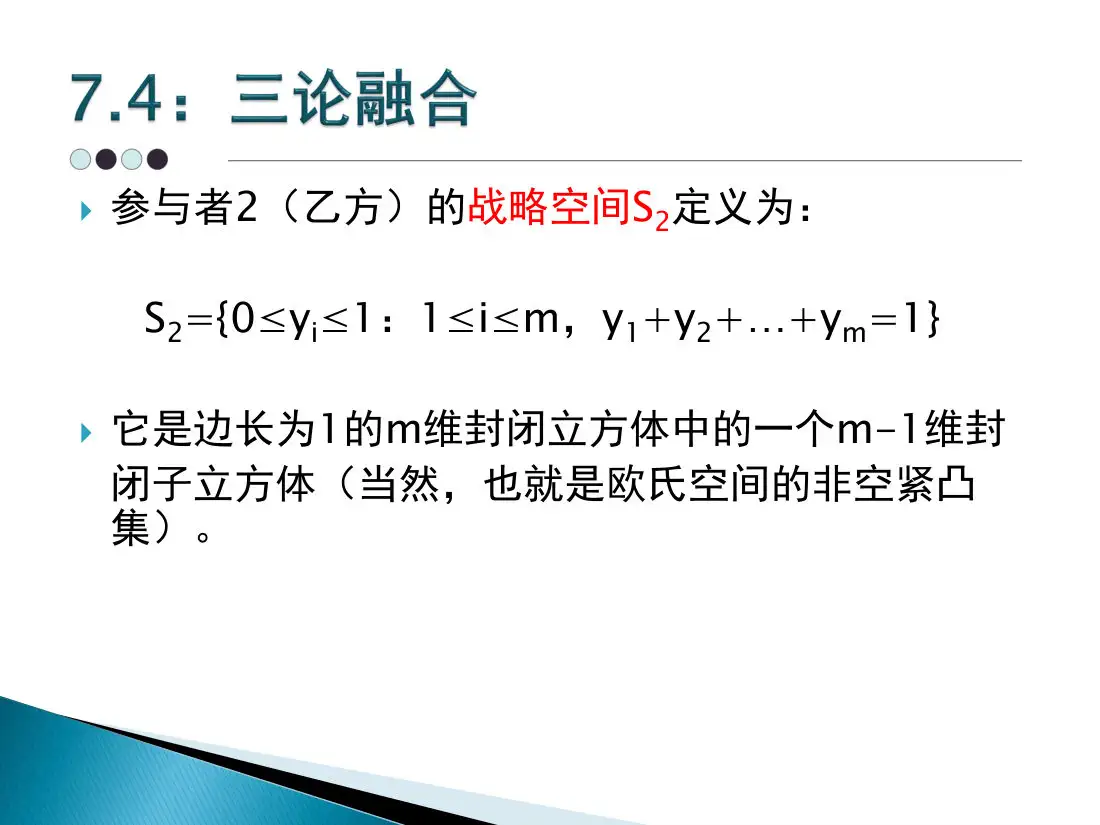 7.4：三论融合
参与者2（乙方）的战略空间S₂定义为：
S₂={0≤yᵢ≤1：1≤i≤m，y₁+y₂+…+yₘ=1}
它是边长为1的m维封闭立方体中的一个m-1维封
闭子立方体（当然，也就是欧氏空间的非空紧凸
集）。